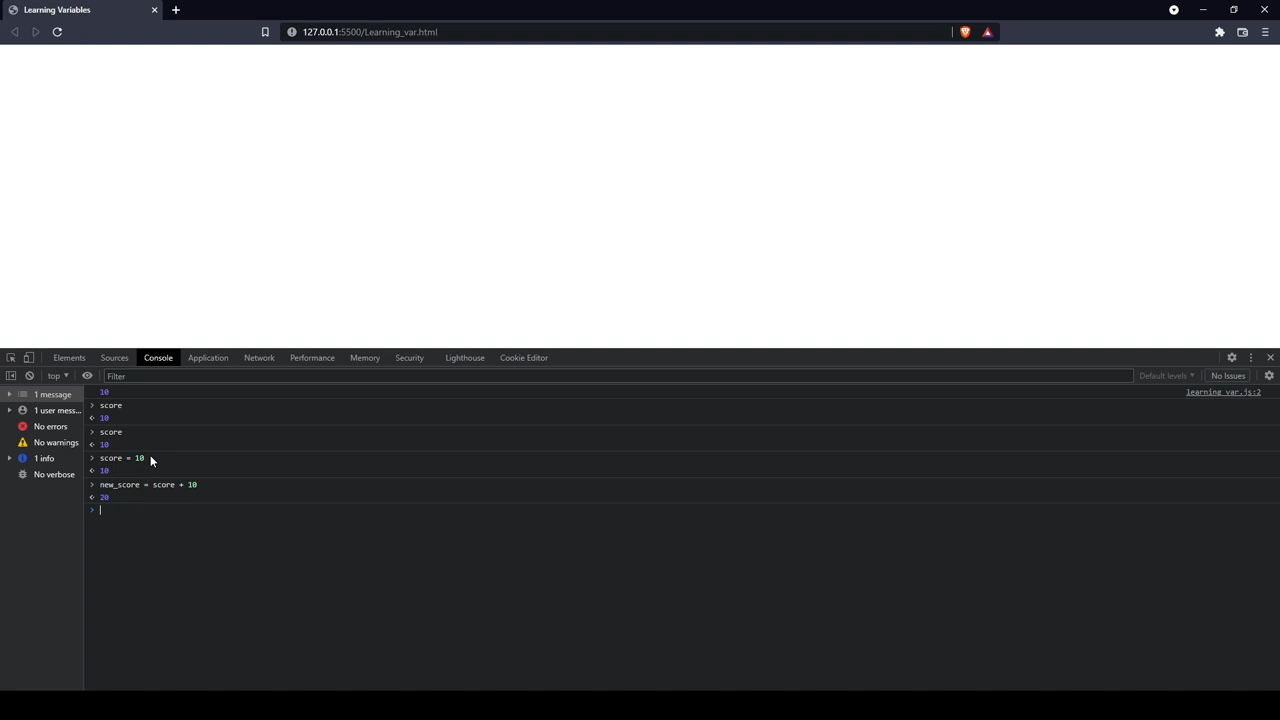 Learning Variables
127.0.0.1:5500/Learning_var.html
Elements Sources Console Application Network Performance Memory Security Lighthouse Cookie Editor
top Filter Default levels No Issues
1 message
1 user mess...
No errors
No warnings
1 info
No verbose
10 learning_var.js:2
> score
< 10
> score
< 10
> score = 10
< 10
> new_score = score + 10
< 20
>